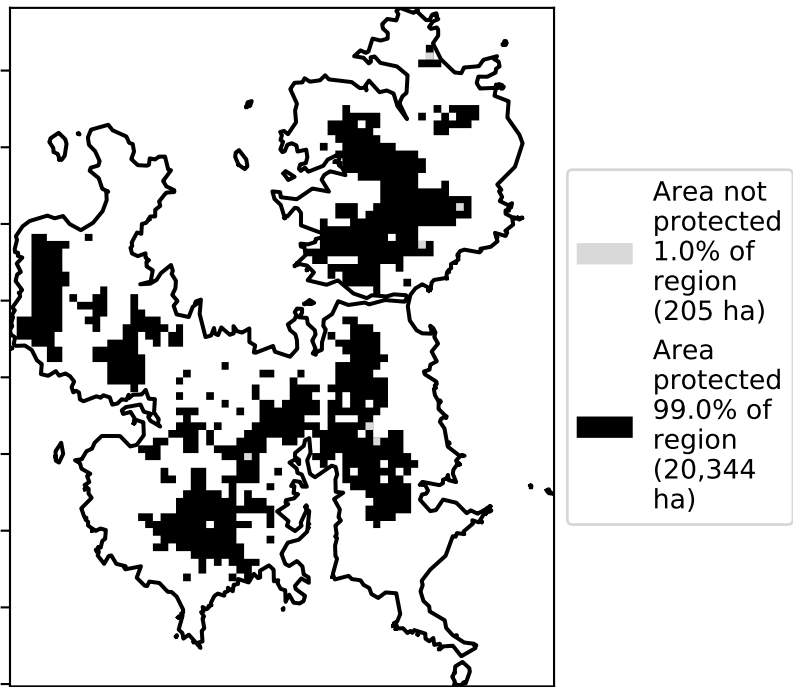 Area not
protected
1.0% of
region
(205 ha)
Area
protected
99.0% of
region
(20,344
ha)